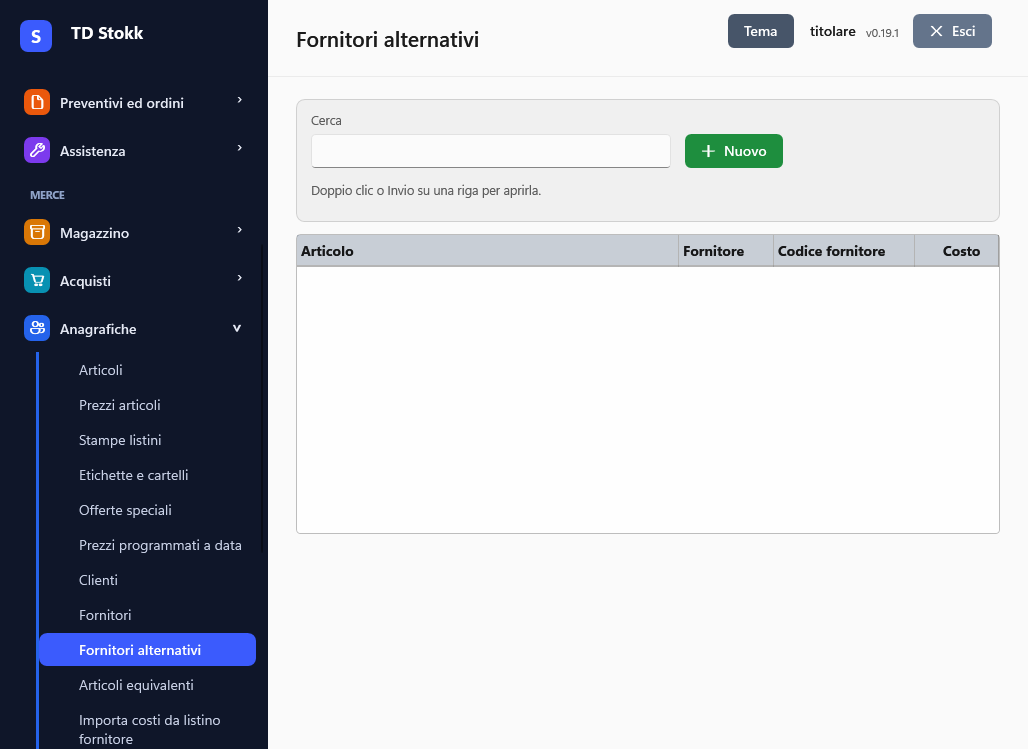 S
TD Stokk
Preventivi ed ordini
Assistenza
MERCE
Magazzino
Acquisti
Anagrafiche
Articoli
Prezzi articoli
Stampe listini
Etichette e cartelli
Offerte speciali
Prezzi programmati a data
Clienti
Fornitori
Fornitori alternativi
Articoli equivalenti
Importa costi da listino
fornitore
Fornitori alternativi
Tema
titolare
v0.19.1
Esci
Cerca
Nuovo
Doppio clic o Invio su una riga per aprirla.
Articolo Fornitore Codice fornitore Costo